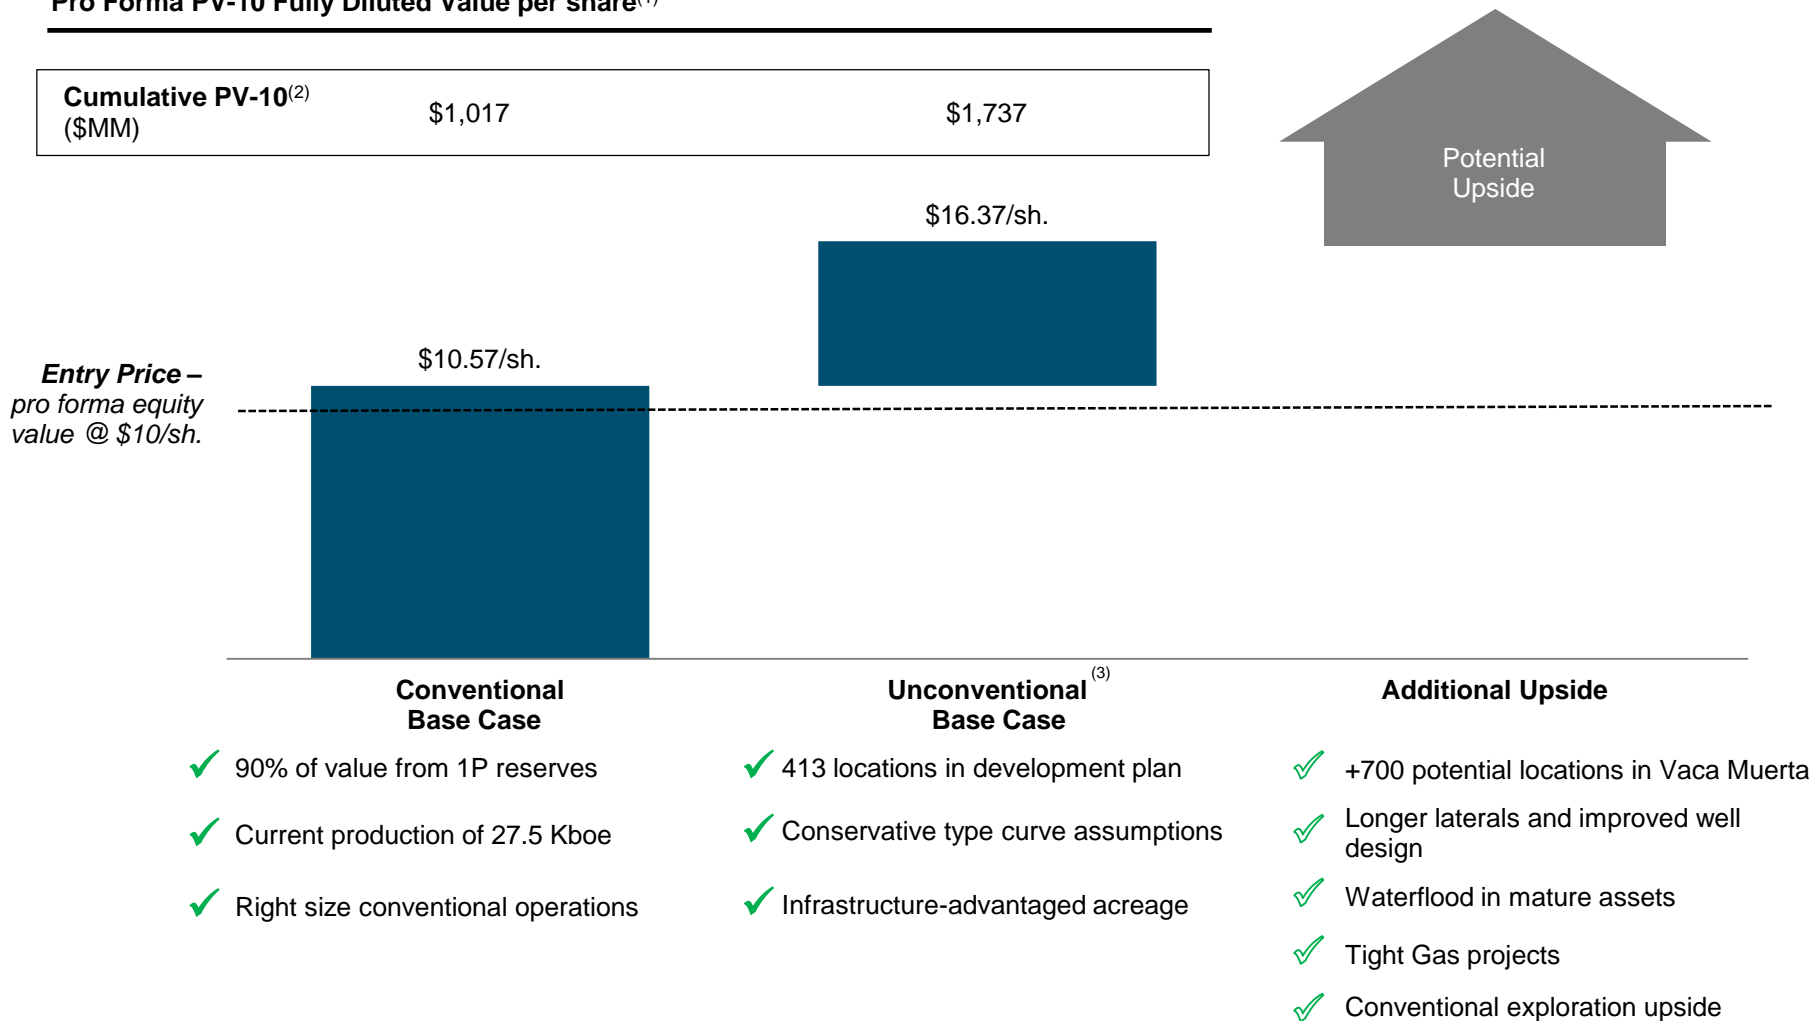 Pro Forma PV-10 Fully Diluted Value per share(1)
Cumulative PV-10(2)
($MM)
$1,017
$1,737
Potential
Upside
$16.37/sh.
$10.57/sh.
Entry Price –
pro forma equity
value @ $10/sh.
Conventional
Base Case
Unconventional (3)
Base Case
Additional Upside
90% of value from 1P reserves
Current production of 27.5 Kboe
Right size conventional operations
413 locations in development plan
Conservative type curve assumptions
Infrastructure-advantaged acreage
+700 potential locations in Vaca Muerta
Longer laterals and improved well
design
Waterflood in mature assets
Tight Gas projects
Conventional exploration upside